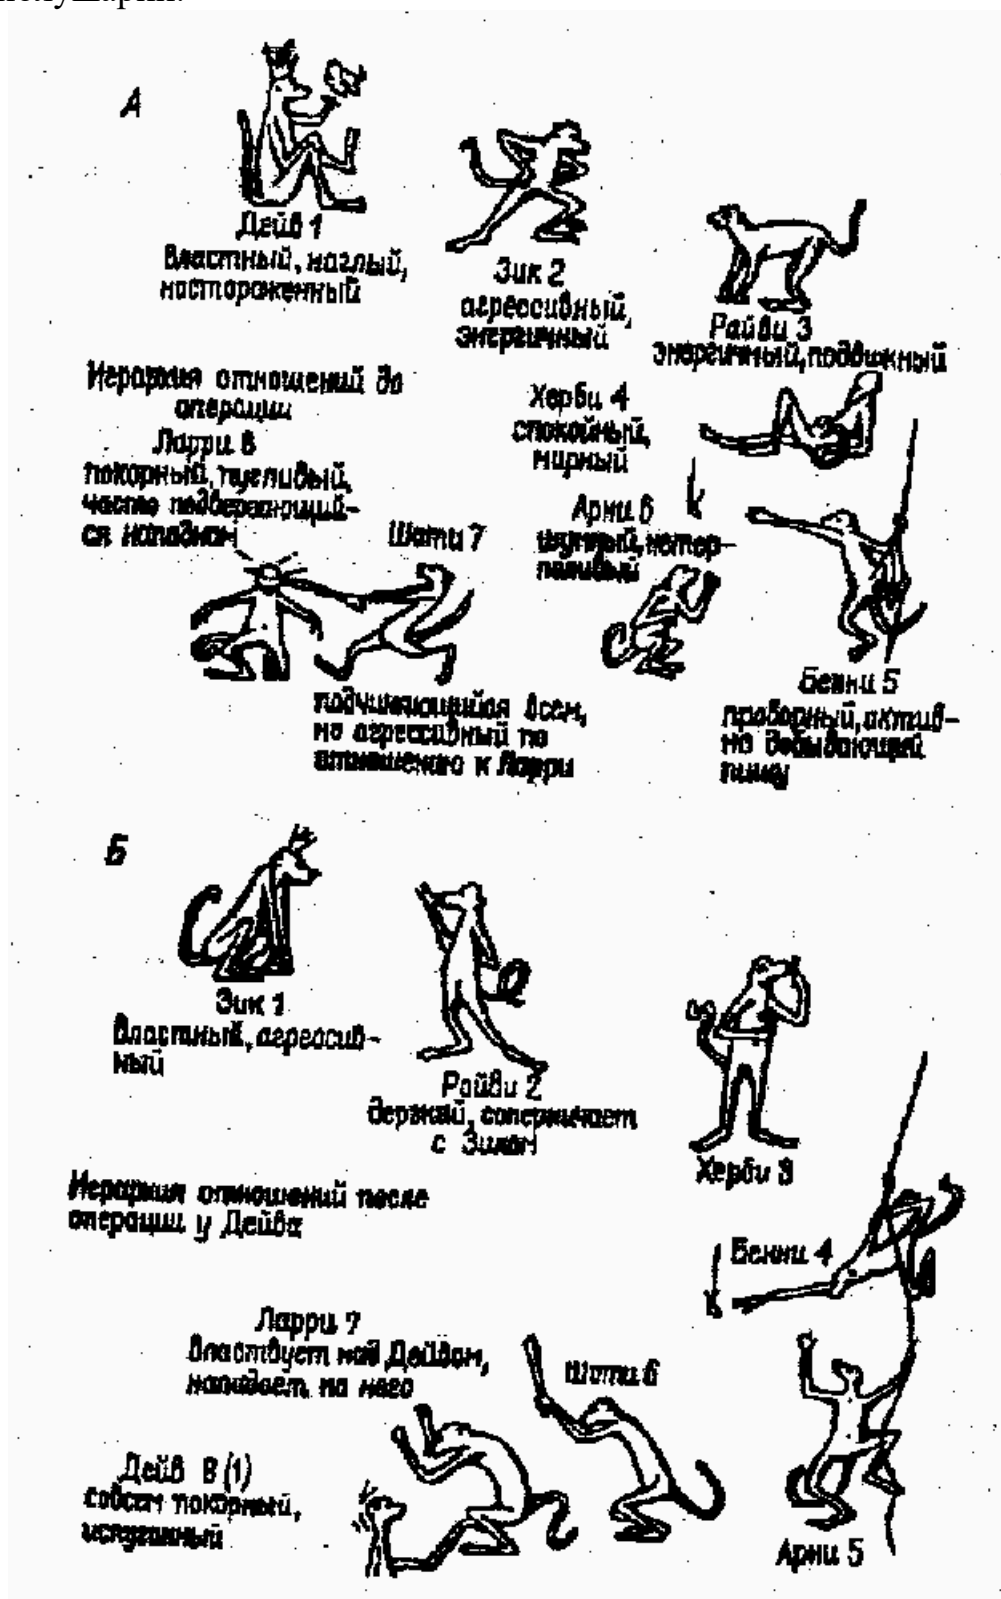 А
Дейв 1
Властный, наглый,
настороженный
Зик 2
агрессивный,
энергичный
Райви 3
энергичный, подвижный
Иерархия отношений до
операции
Херби 4
спокойный,
мирный
Ларри 8
покорный, пугливый,
часто подвергающий-
ся нападкам
Шоти 7
подчиняющийся всем,
но агрессивный по
отношению к Ларри
Арни 6
шумный, нетер-
пеливый
Бенни 5
проворный, актив-
но добывающий
пищу
Б
Зик 1
Властный, агрессив-
ный
Райви 2
дерзкий, соперничает
с Зиком
Херби 3
Иерархия отношений после
операции у Дейва
Бенни 4
Ларри 7
Властвует над Дейвом,
нападает на него
Шоти 6
Дейв 8 (1)
совсем покорный,
испуганный
Арни 5